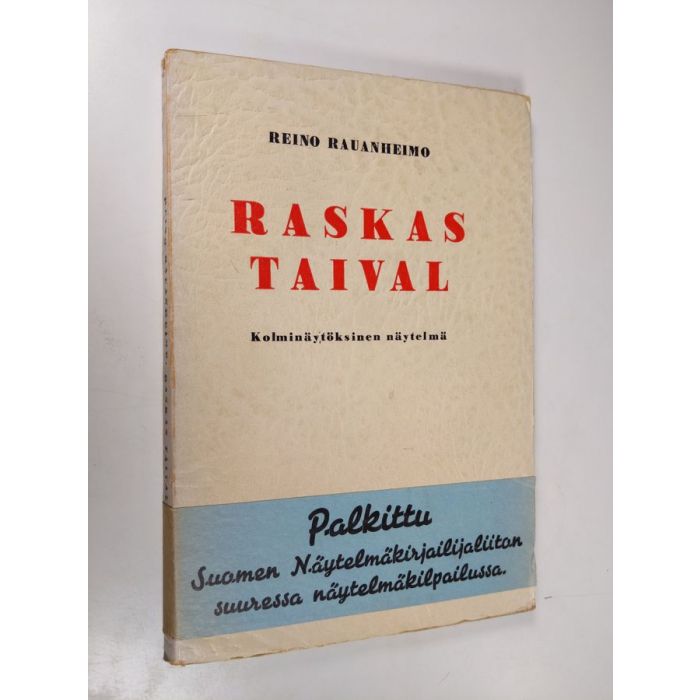 REINO RAUANHEIMO
RASKAS
TAIVAL
Kolminäytöksinen näytelmä
Palkittu
Suomen Näytelmäkirjailijaliiton
suuressa näytelmäkilpailussa.